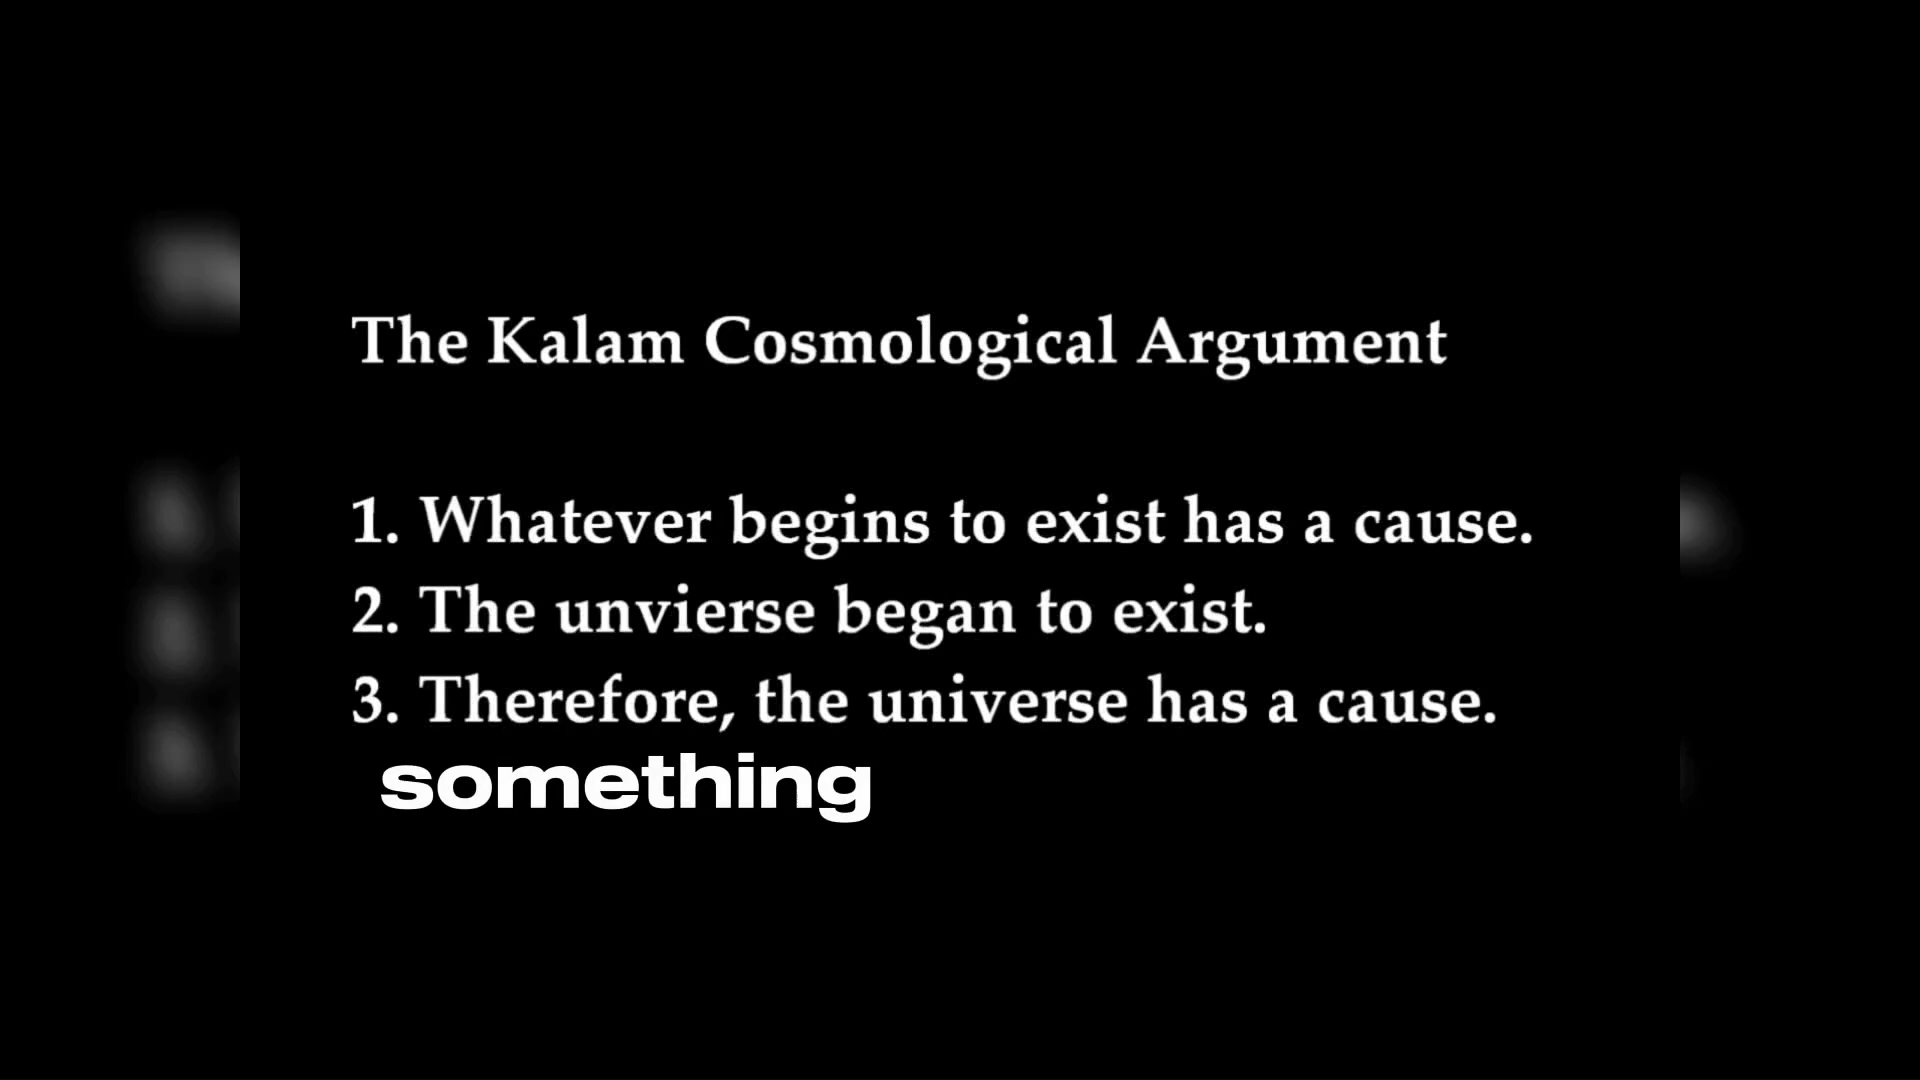 The Kalam Cosmological Argument
1. Whatever begins to exist has a cause.
2. The unvierse began to exist.
3. Therefore, the universe has a cause.
something